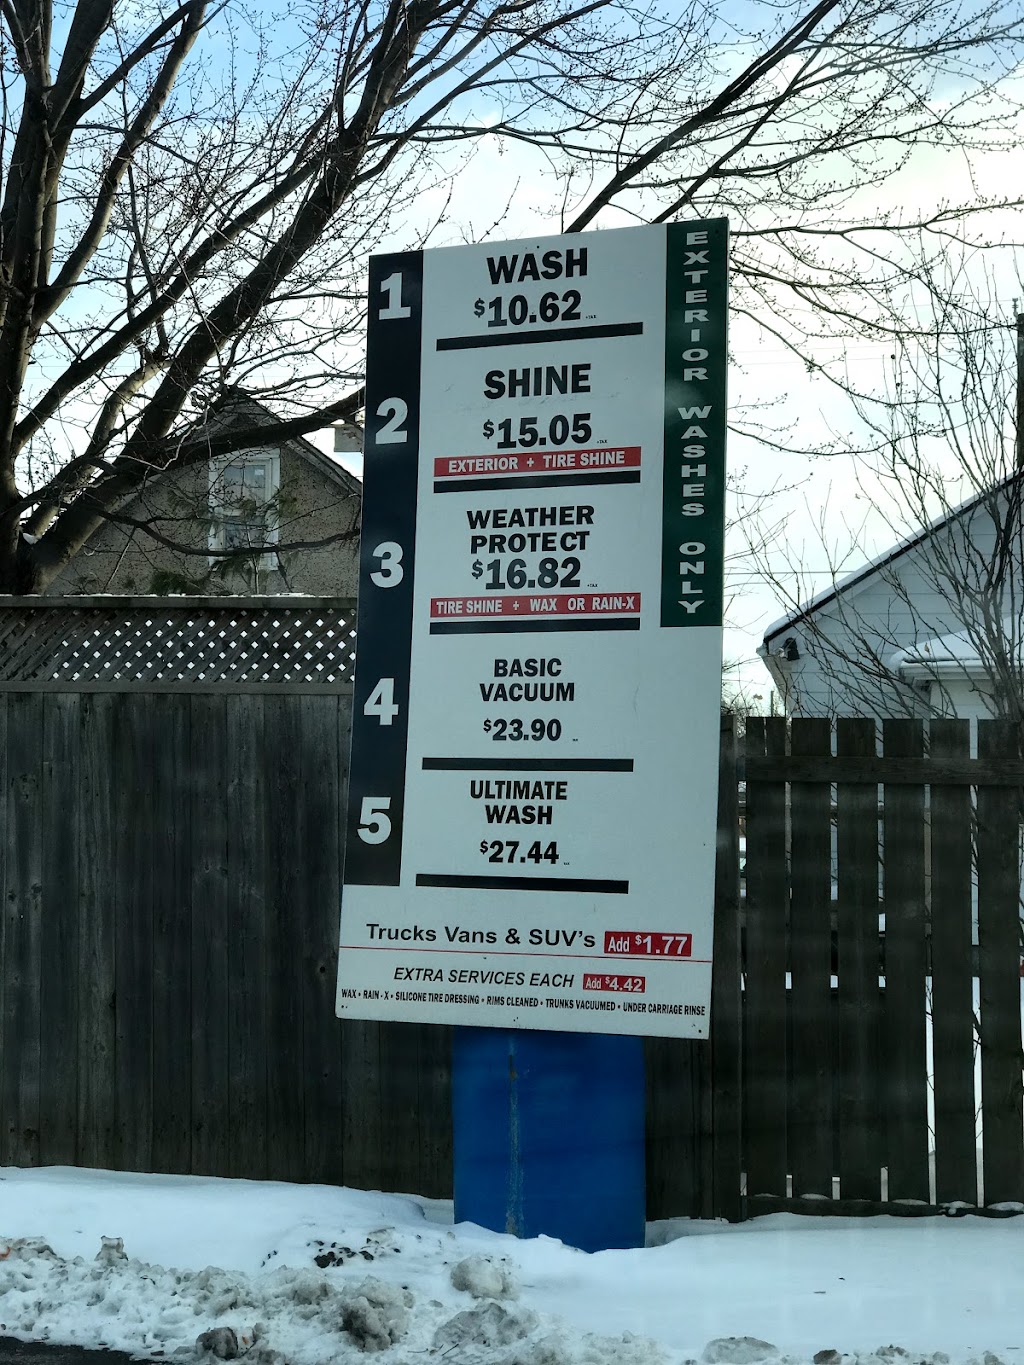 1
WASH
$10.62 +TAX
2
SHINE
$15.05 +TAX
EXTERIOR + TIRE SHINE
3
WEATHER
PROTECT
$16.82 +TAX
TIRE SHINE + WAX OR RAIN-X
EXTERIOR WASHES ONLY
4
BASIC
VACUUM
$23.90
5
ULTIMATE
WASH
$27.44
Trucks Vans & SUV's Add $1.77
EXTRA SERVICES EACH Add $4.42
WAX • RAIN - X • SILICONE TIRE DRESSING • RIMS CLEANED • TRUNKS VACUUMED • UNDER CARRIAGE RINSE